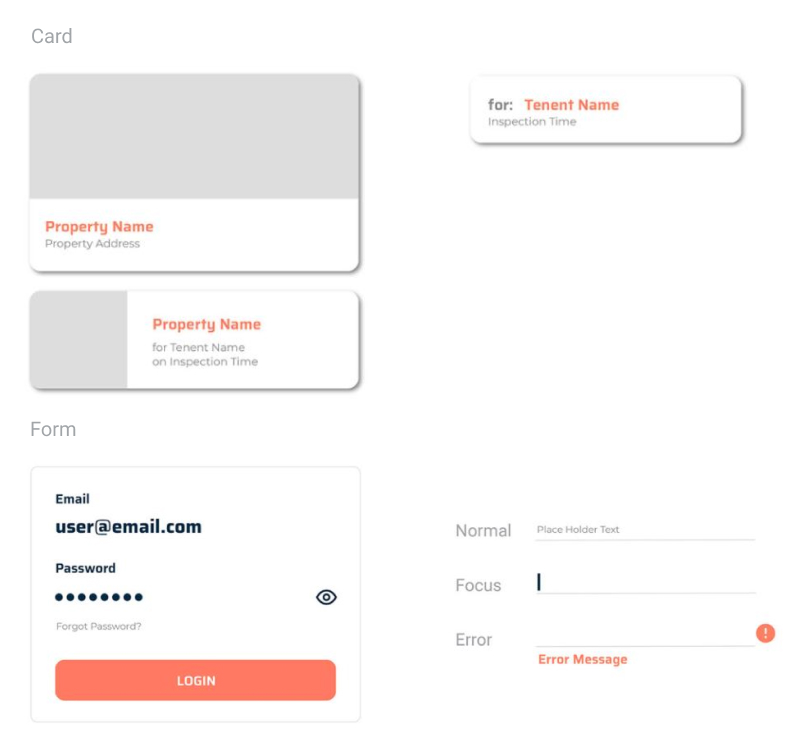 Card
Property Name
Property Address
for: Tenent Name
Inspection Time
Property Name
for Tenent Name
on Inspection Time
Form
Email
user@email.com
Password
Forgot Password?
LOGIN
Normal Place Holder Text
Focus
Error
Error Message